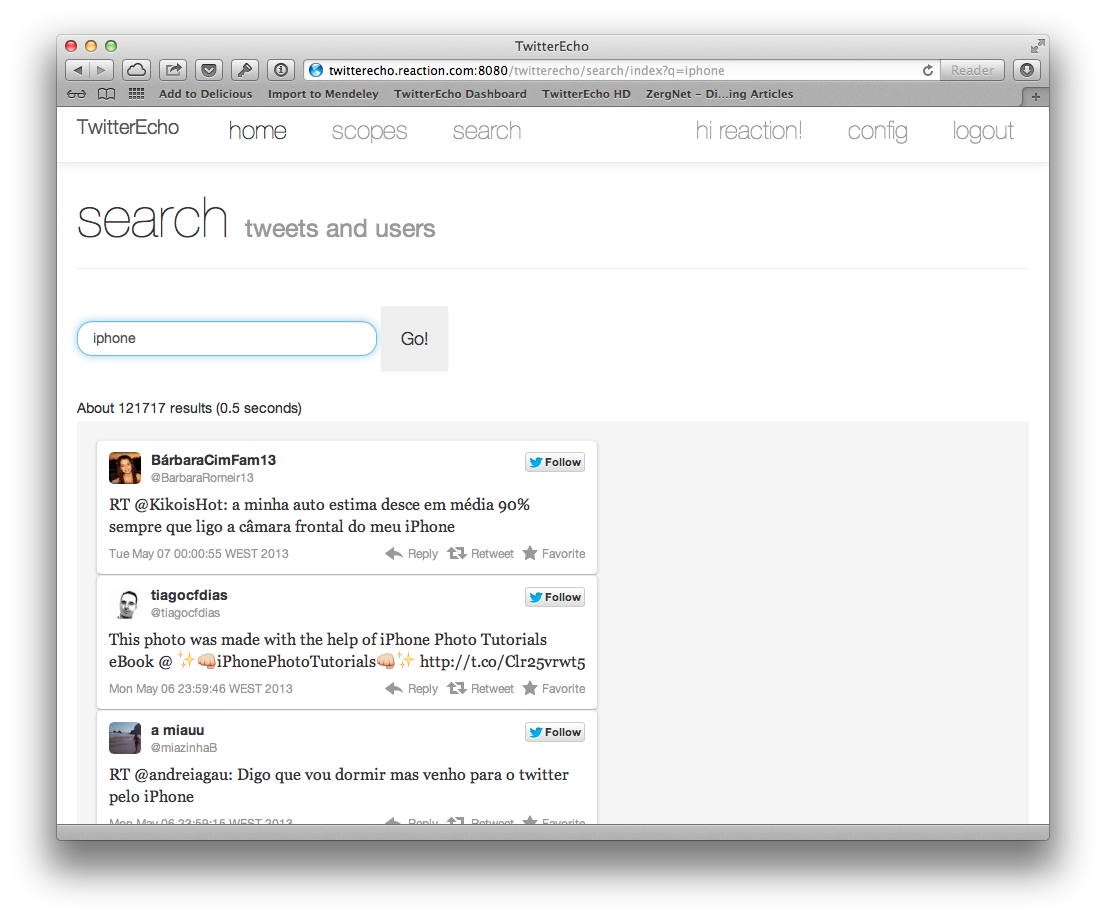 TwitterEcho
twitterecho.reaction.com:8080/twitterecho/search/index?q=iphone
Reader
Add to Delicious Import to Mendeley TwitterEcho Dashboard TwitterEcho HD ZergNet – Di...ing Articles
TwitterEcho home scopes search hi reaction! config logout
search tweets and users
iphone Go!
About 121717 results (0.5 seconds)
BárbaraCimFam13 Follow
@BarbaraRomeir13
RT @KikoisHot: a minha auto estima desce em média 90%
sempre que ligo a câmara frontal do meu iPhone
Tue May 07 00:00:55 WEST 2013 Reply Retweet Favorite
tiagocfdias Follow
@tiagocfdias
This photo was made with the help of iPhone Photo Tutorials
eBook @ ✨👊iPhonePhotoTutorials👊✨ http://t.co/Clr25vrwt5
Mon May 06 23:59:46 WEST 2013 Reply Retweet Favorite
a miauu Follow
@miazinhaB
RT @andreiagau: Digo que vou dormir mas venho para o twitter
pelo iPhone
Mon May 06 23:59:15 WEST 2013 Reply Retweet Favorite